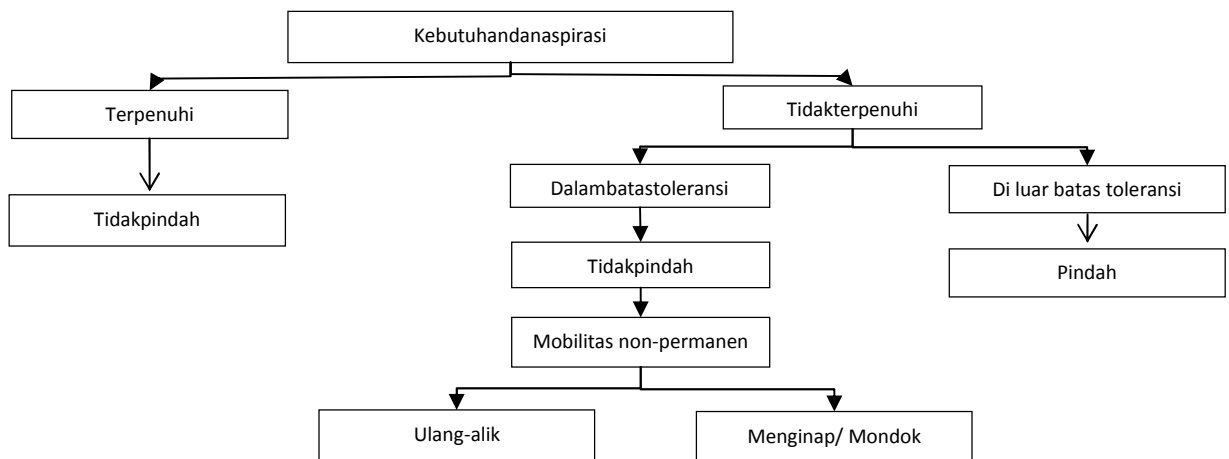 Kebutuhandanaspirasi
Terpenuhi
Tidakterpenuhi
Dalambatastoleransi
Di luar batas toleransi
Tidakpindah
Tidakpindah
Pindah
Mobilitas non-permanen
Ulang-alik
Menginap/ Mondok